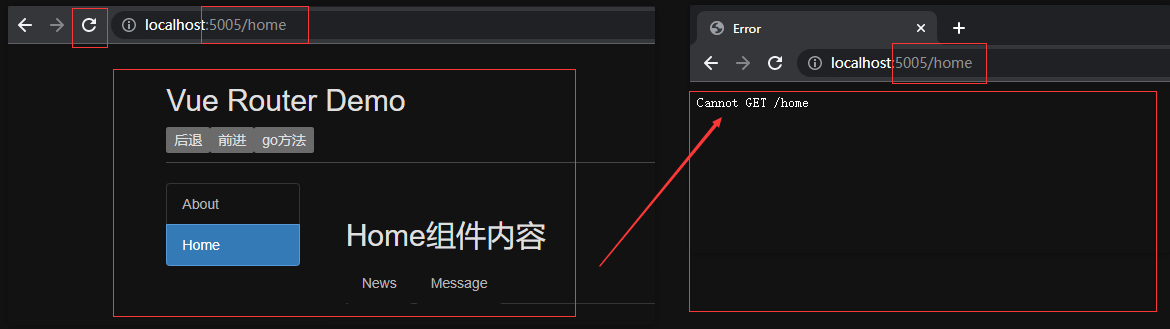 localhost:5005/home
Vue Router Demo
后退 前进 go方法
About
Home
Home组件内容
News Message
Error
localhost:5005/home
Cannot GET /home